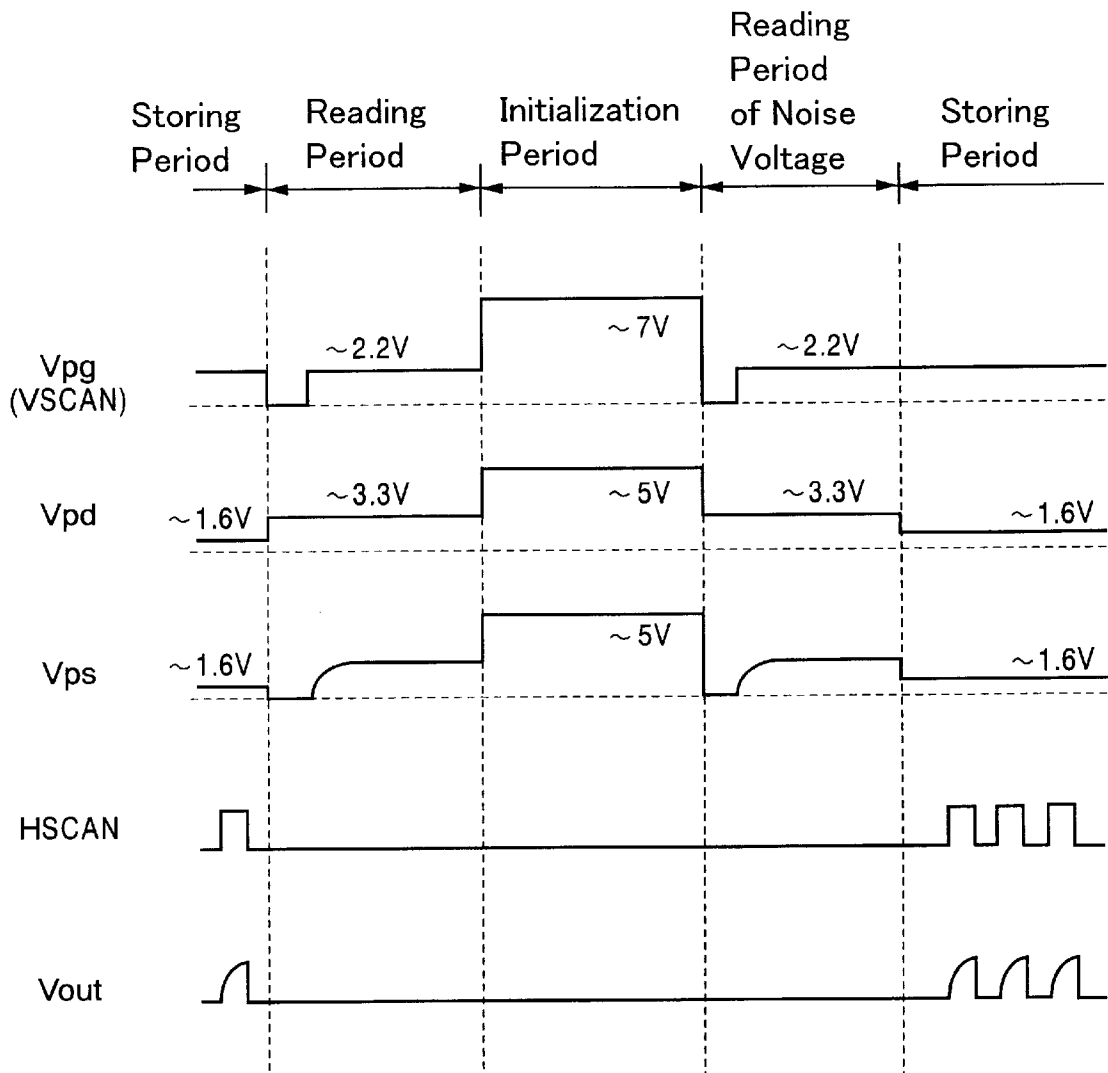 Storing
Period
Reading
Period
Initialization
Period
Reading
Period
of Noise
Voltage
Storing
Period
Vpg
(VSCAN)
~2.2V
~7V
~2.2V
Vpd
~1.6V
~3.3V
~5V
~3.3V
~1.6V
Vps
~1.6V
~5V
~1.6V
HSCAN
Vout